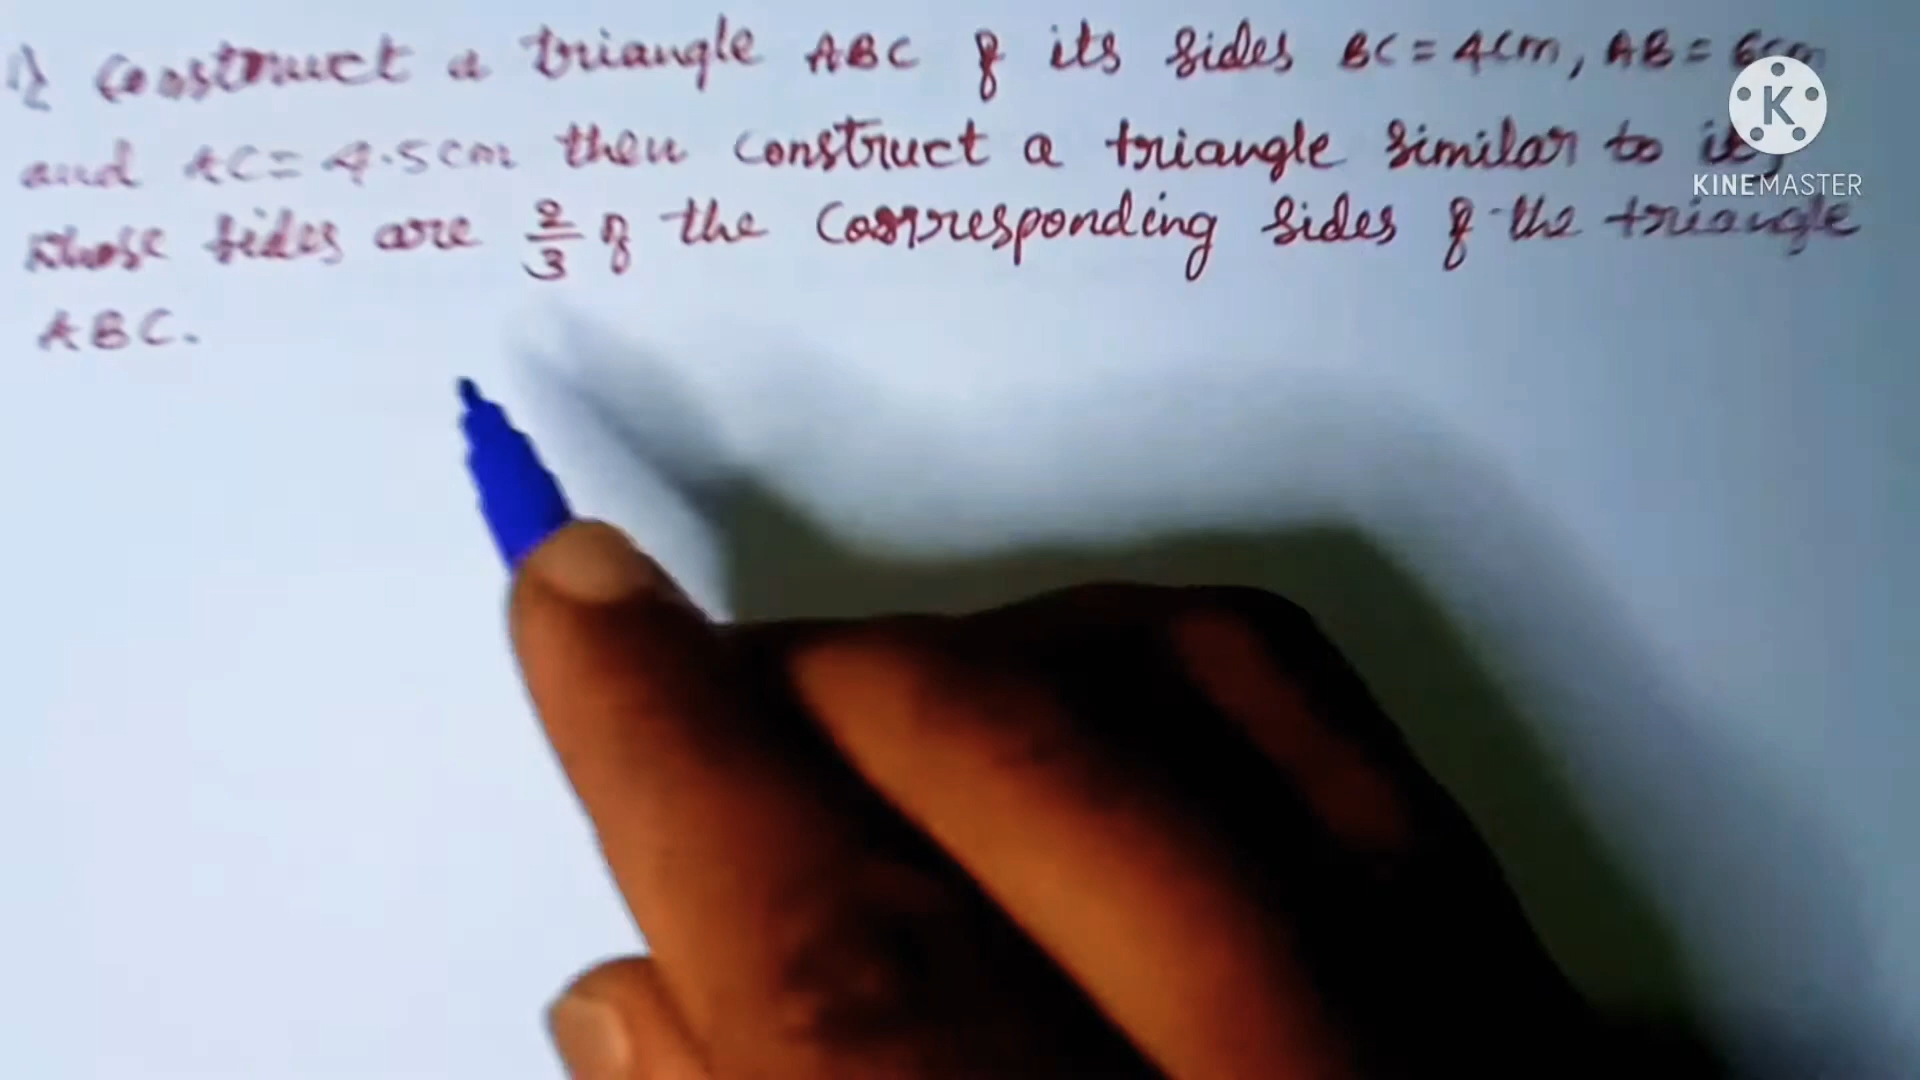 1) Construct a triangle ABC of its sides BC = 4cm, AB = 6cm
and AC = 4.5cm then construct a triangle similar to it,
whose sides are 2/3 of the corresponding sides of the triangle
ABC.
K
KINEMASTER